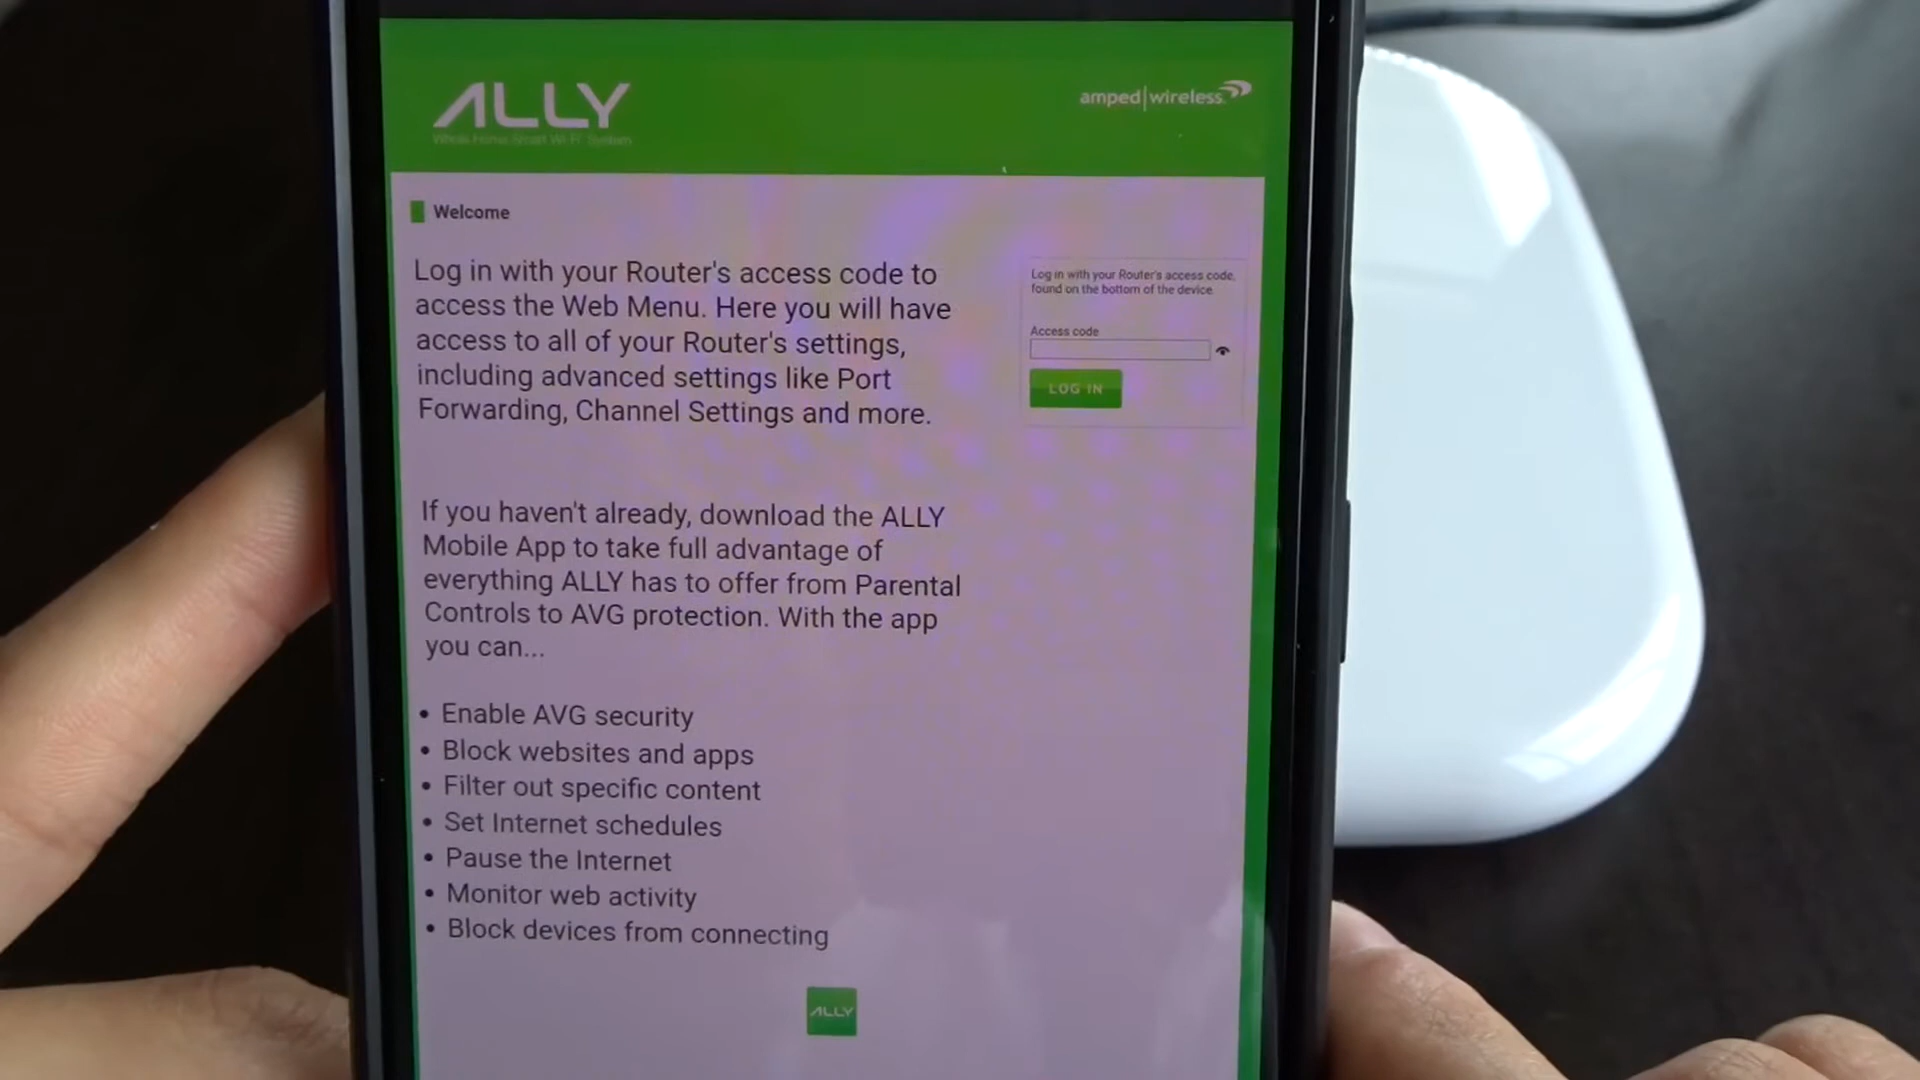 ALLY
Whole Home Smart Wi-Fi System
amped|wireless
Welcome
Log in with your Router's access code to
access the Web Menu. Here you will have
access to all of your Router's settings,
including advanced settings like Port
Forwarding, Channel Settings and more.
Log in with your Router's access code,
found on the bottom of the device.
Access code
LOG IN
If you haven't already, download the ALLY
Mobile App to take full advantage of
everything ALLY has to offer from Parental
Controls to AVG protection. With the app
you can...
• Enable AVG security
• Block websites and apps
• Filter out specific content
• Set Internet schedules
• Pause the Internet
• Monitor web activity
• Block devices from connecting
ALLY